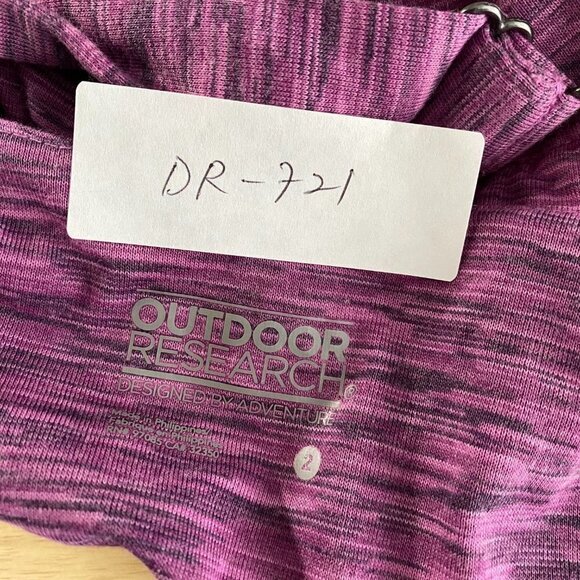 DR-721
OUTDOOR
RESEARCH
DESIGNED BY ADVENTURE
2